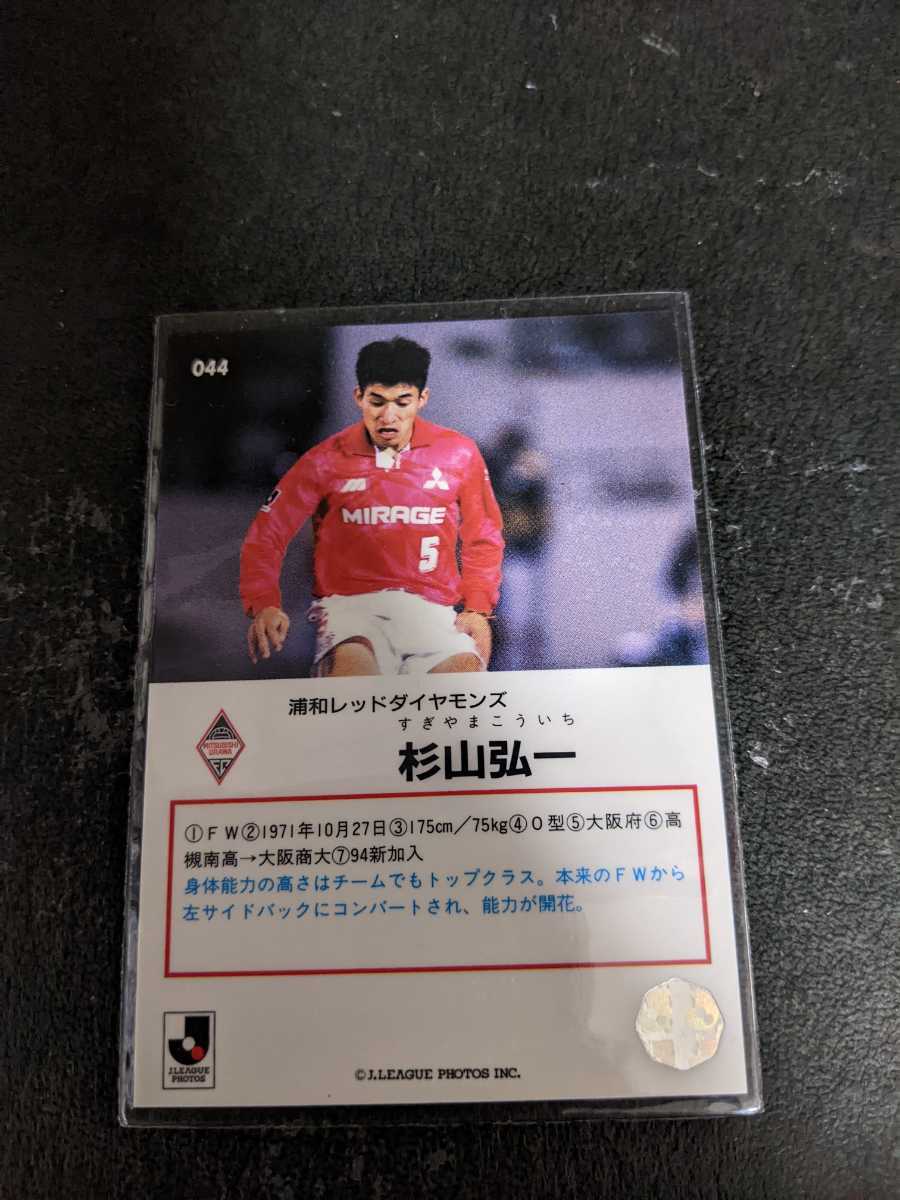 044
MIRAGE
5
浦和レッドダイヤモンズ
すぎやまこういち
杉山弘一
MITSUBISHI
URAWA
FC
①ＦＷ②1971年10月27日③175cm／75kg④Ｏ型⑤大阪府⑥高
槻南高→大阪商大⑦94新加入
身体能力の高さはチームでもトップクラス。本来のＦＷから
左サイドバックにコンバートされ、能力が開花。
J.LEAGUE
PHOTOS
©J.LEAGUE PHOTOS INC.